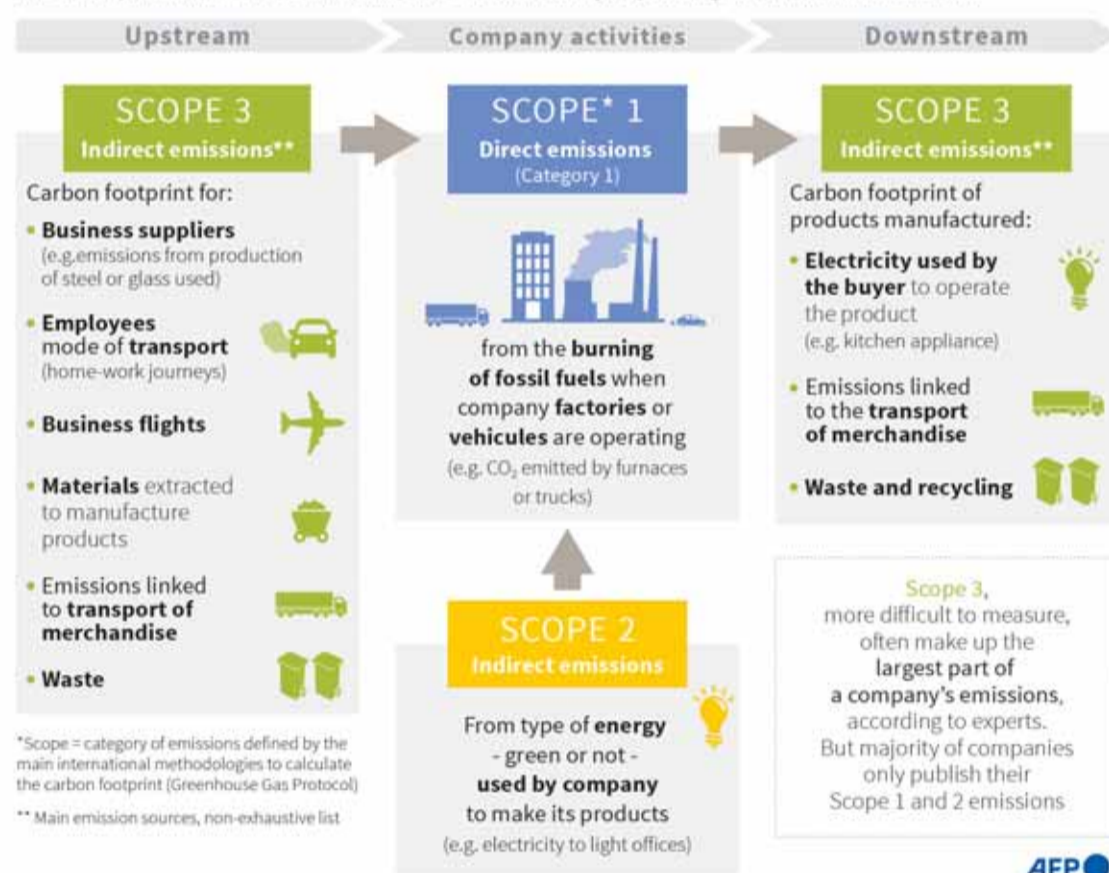 Upstream
Company activities
Downstream
SCOPE 3
Indirect emissions**
Carbon footprint for:
• Business suppliers
(e.g.emissions from production
of steel or glass used)
• Employees
mode of transport
(home-work journeys)
• Business flights
• Materials extracted
to manufacture
products
• Emissions linked
to transport of
merchandise
• Waste
*Scope = category of emissions defined by the
main international methodologies to calculate
the carbon footprint (Greenhouse Gas Protocol)
** Main emission sources, non-exhaustive list
SCOPE* 1
Direct emissions
(Category 1)
from the burning
of fossil fuels when
company factories or
vehicules are operating
(e.g. CO₂ emitted by furnaces
or trucks)
SCOPE 2
Indirect emissions
From type of energy
- green or not -
used by company
to make its products
(e.g. electricity to light offices)
SCOPE 3
Indirect emissions**
Carbon footprint of
products manufactured:
• Electricity used by
the buyer to operate
the product
(e.g. kitchen appliance)
• Emissions linked
to the transport
of merchandise
• Waste and recycling
Scope 3,
more difficult to measure,
often make up the
largest part of
a company's emissions,
according to experts.
But majority of companies
only publish their
Scope 1 and 2 emissions
AFP